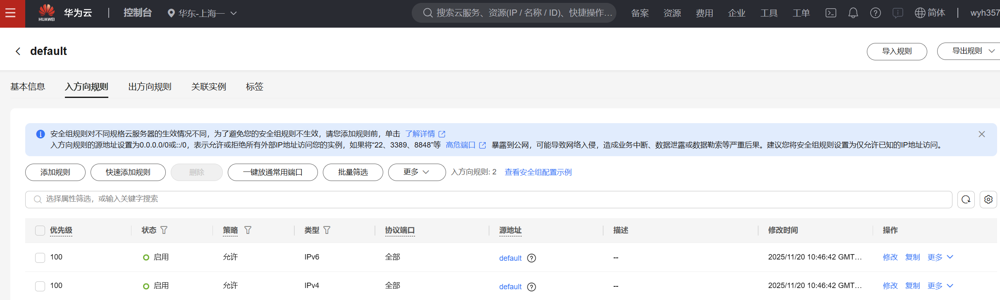 HUAWEI 华为云 控制台 华东-上海一 搜索云服务、资源(IP / 名称 / ID)、快捷操作… 备案 资源 费用 企业 工具 工单 简体 wyh357
default 导入规则 导出规则
基本信息 入方向规则 出方向规则 关联实例 标签
安全组规则对不同规格云服务器的生效情况不同，为了避免您的安全组规则不生效，请您添加规则前，单击 了解详情
入方向规则的源地址设置为0.0.0.0/0或::/0，表示允许或拒绝所有外部IP地址访问您的实例，如果将“22、3389、8848”等 高危端口 暴露到公网，可能导致网络入侵，造成业务中断、数据泄露或数据勒索等严重后果。建议您将安全组规则设置为仅允许已知的IP地址访问。
添加规则 快速添加规则 删除 一键放通常用端口 批量筛选 更多 入方向规则: 2 查看安全组配置示例
选择属性筛选，或输入关键字搜索
优先级 状态 策略 类型 协议端口 源地址 描述 修改时间 操作
100 启用 允许 IPv6 全部 default -- 2025/11/20 10:46:42 GMT… 修改 复制 更多
100 启用 允许 IPv4 全部 default -- 2025/11/20 10:46:42 GMT… 修改 复制 更多